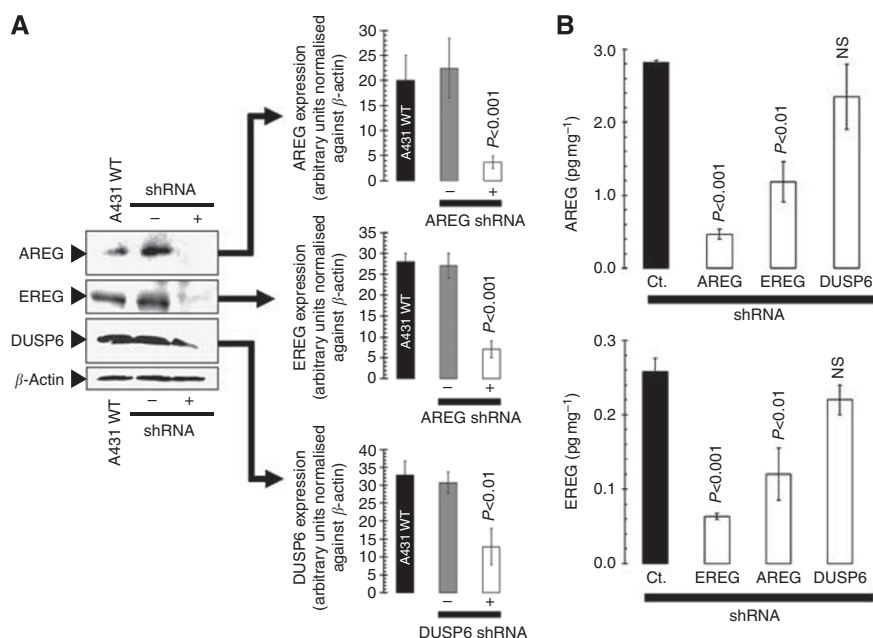 A
A431 WT
shRNA
– +
AREG
EREG
DUSP6
β-Actin
A431 WT
– +
shRNA
AREG expression
(arbitrary units normalised
against β-actin)
30
25
20
15
10
5
0
A431 WT
P<0.001
– +
AREG shRNA
EREG expression
(arbitrary units normalised
against β-actin)
35
30
25
20
15
10
5
0
A431 WT
P<0.001
– +
AREG shRNA
DUSP6 expression
(arbitrary units normalised
against β-actin)
40
35
30
25
20
15
10
5
0
A431 WT
P<0.01
– +
DUSP6 shRNA
B
AREG (pg mg⁻¹)
3.0
2.0
1.0
0.0
P<0.001
P<0.01
NS
Ct. AREG EREG DUSP6
shRNA
EREG (pg mg⁻¹)
0.3
0.2
0.1
0.0
P<0.001
P<0.01
NS
Ct. EREG AREG DUSP6
shRNA